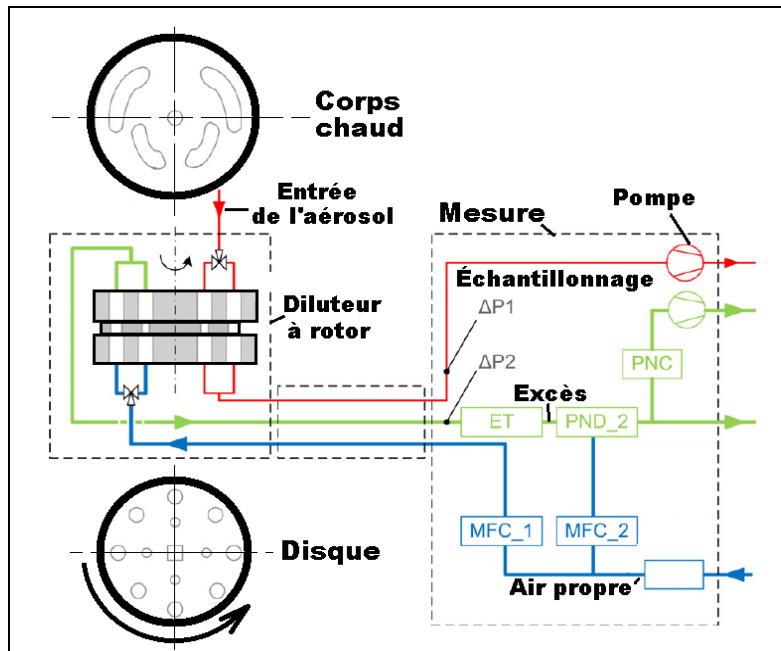 Corps
chaud
Entrée
de l'aérosol
Mesure
Pompe
Échantillonnage
Diluteur
à rotor
ΔP1
ΔP2
PNC
Excès
ET
PND_2
MFC_1
MFC_2
Disque
Air propre